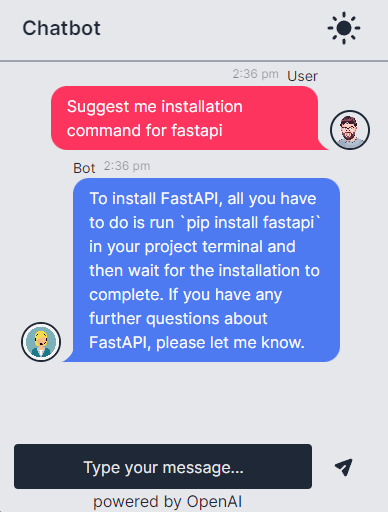 Chatbot
2:36 pm User
Suggest me installation
command for fastapi
Bot 2:36 pm
To install FastAPI, all you have
to do is run `pip install fastapi`
in your project terminal and
then wait for the installation to
complete. If you have any
further questions about
FastAPI, please let me know.
Type your message...
powered by OpenAI